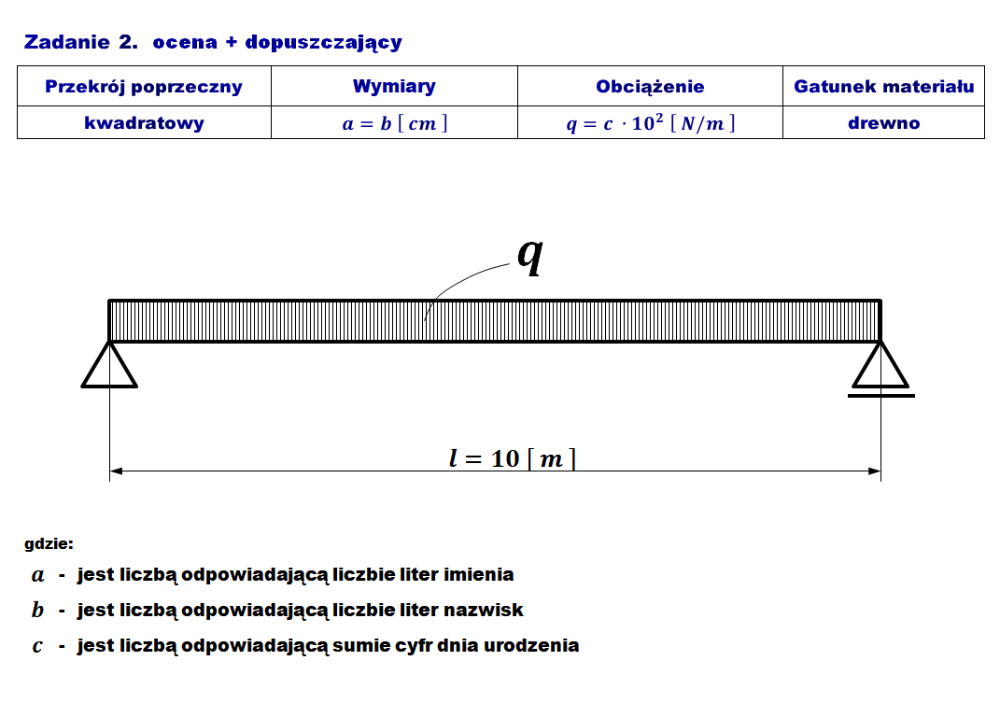 Zadanie 2. ocena + dopuszczający
Przekrój poprzeczny Wymiary Obciążenie Gatunek materiału
kwadratowy a = b [ cm ] q = c · 10² [ N/m ] drewno
q
l = 10 [ m ]
gdzie:
a - jest liczbą odpowiadającą liczbie liter imienia
b - jest liczbą odpowiadającą liczbie liter nazwisk
c - jest liczbą odpowiadającą sumie cyfr dnia urodzenia